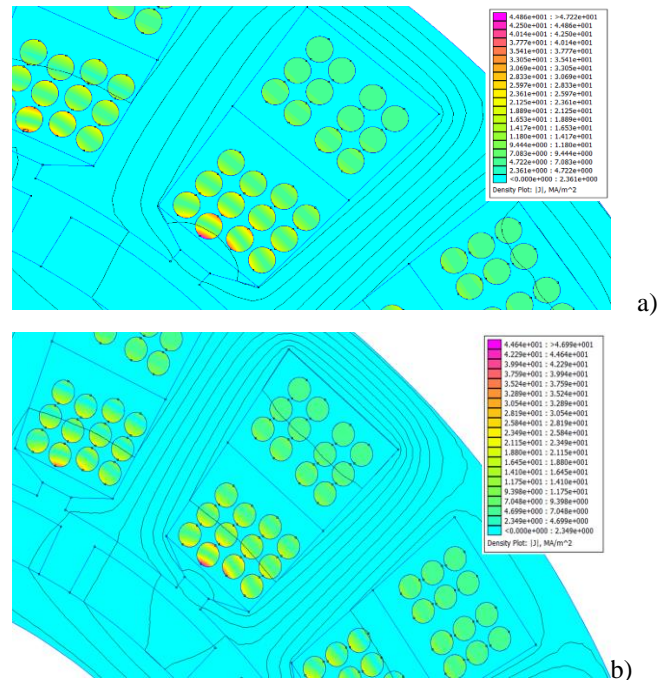 4.486e+001 : >4.722e+001
4.250e+001 : 4.486e+001
4.014e+001 : 4.250e+001
3.777e+001 : 4.014e+001
3.541e+001 : 3.777e+001
3.305e+001 : 3.541e+001
3.069e+001 : 3.305e+001
2.833e+001 : 3.069e+001
2.597e+001 : 2.833e+001
2.361e+001 : 2.597e+001
2.125e+001 : 2.361e+001
1.889e+001 : 2.125e+001
1.653e+001 : 1.889e+001
1.417e+001 : 1.653e+001
1.180e+001 : 1.417e+001
9.444e+000 : 1.180e+001
7.083e+000 : 9.444e+000
4.722e+000 : 7.083e+000
2.361e+000 : 4.722e+000
<0.000e+000 : 2.361e+000
Density Plot: |J|, MA/m^2
a)
4.464e+001 : >4.699e+001
4.229e+001 : 4.464e+001
3.994e+001 : 4.229e+001
3.759e+001 : 3.994e+001
3.524e+001 : 3.759e+001
3.289e+001 : 3.524e+001
3.054e+001 : 3.289e+001
2.819e+001 : 3.054e+001
2.584e+001 : 2.819e+001
2.349e+001 : 2.584e+001
2.115e+001 : 2.349e+001
1.880e+001 : 2.115e+001
1.645e+001 : 1.880e+001
1.410e+001 : 1.645e+001
1.175e+001 : 1.410e+001
9.398e+000 : 1.175e+001
7.048e+000 : 9.398e+000
4.699e+000 : 7.048e+000
2.349e+000 : 4.699e+000
<0.000e+000 : 2.349e+000
Density Plot: |J|, MA/m^2
b)